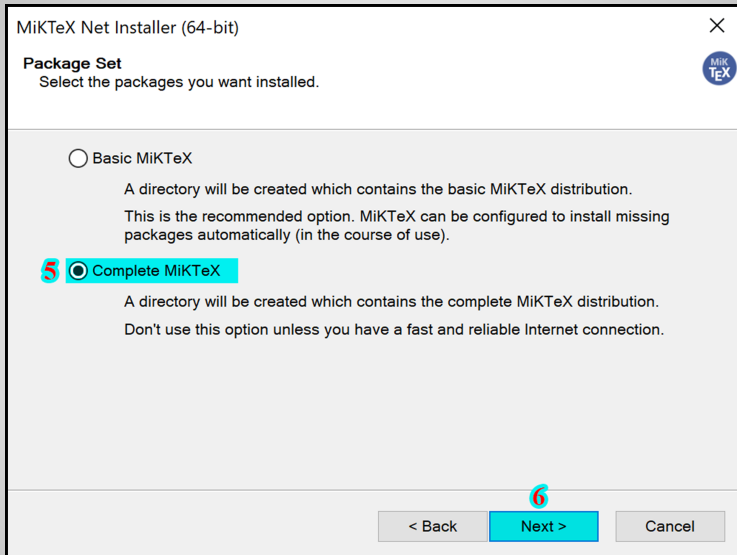 MiKTeX Net Installer (64-bit)
Package Set
Select the packages you want installed.
MiK
TEX
Basic MiKTeX
A directory will be created which contains the basic MiKTeX distribution.
This is the recommended option. MiKTeX can be configured to install missing
packages automatically (in the course of use).
5 Complete MiKTeX
A directory will be created which contains the complete MiKTeX distribution.
Don't use this option unless you have a fast and reliable Internet connection.
6
< Back Next > Cancel